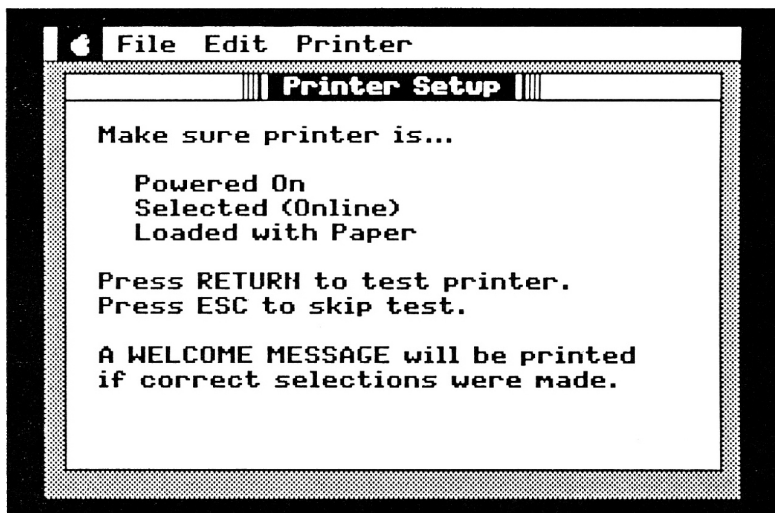 File Edit Printer
Printer Setup
Make sure printer is...
Powered On
Selected (Online)
Loaded with Paper
Press RETURN to test printer.
Press ESC to skip test.
A WELCOME MESSAGE will be printed
if correct selections were made.